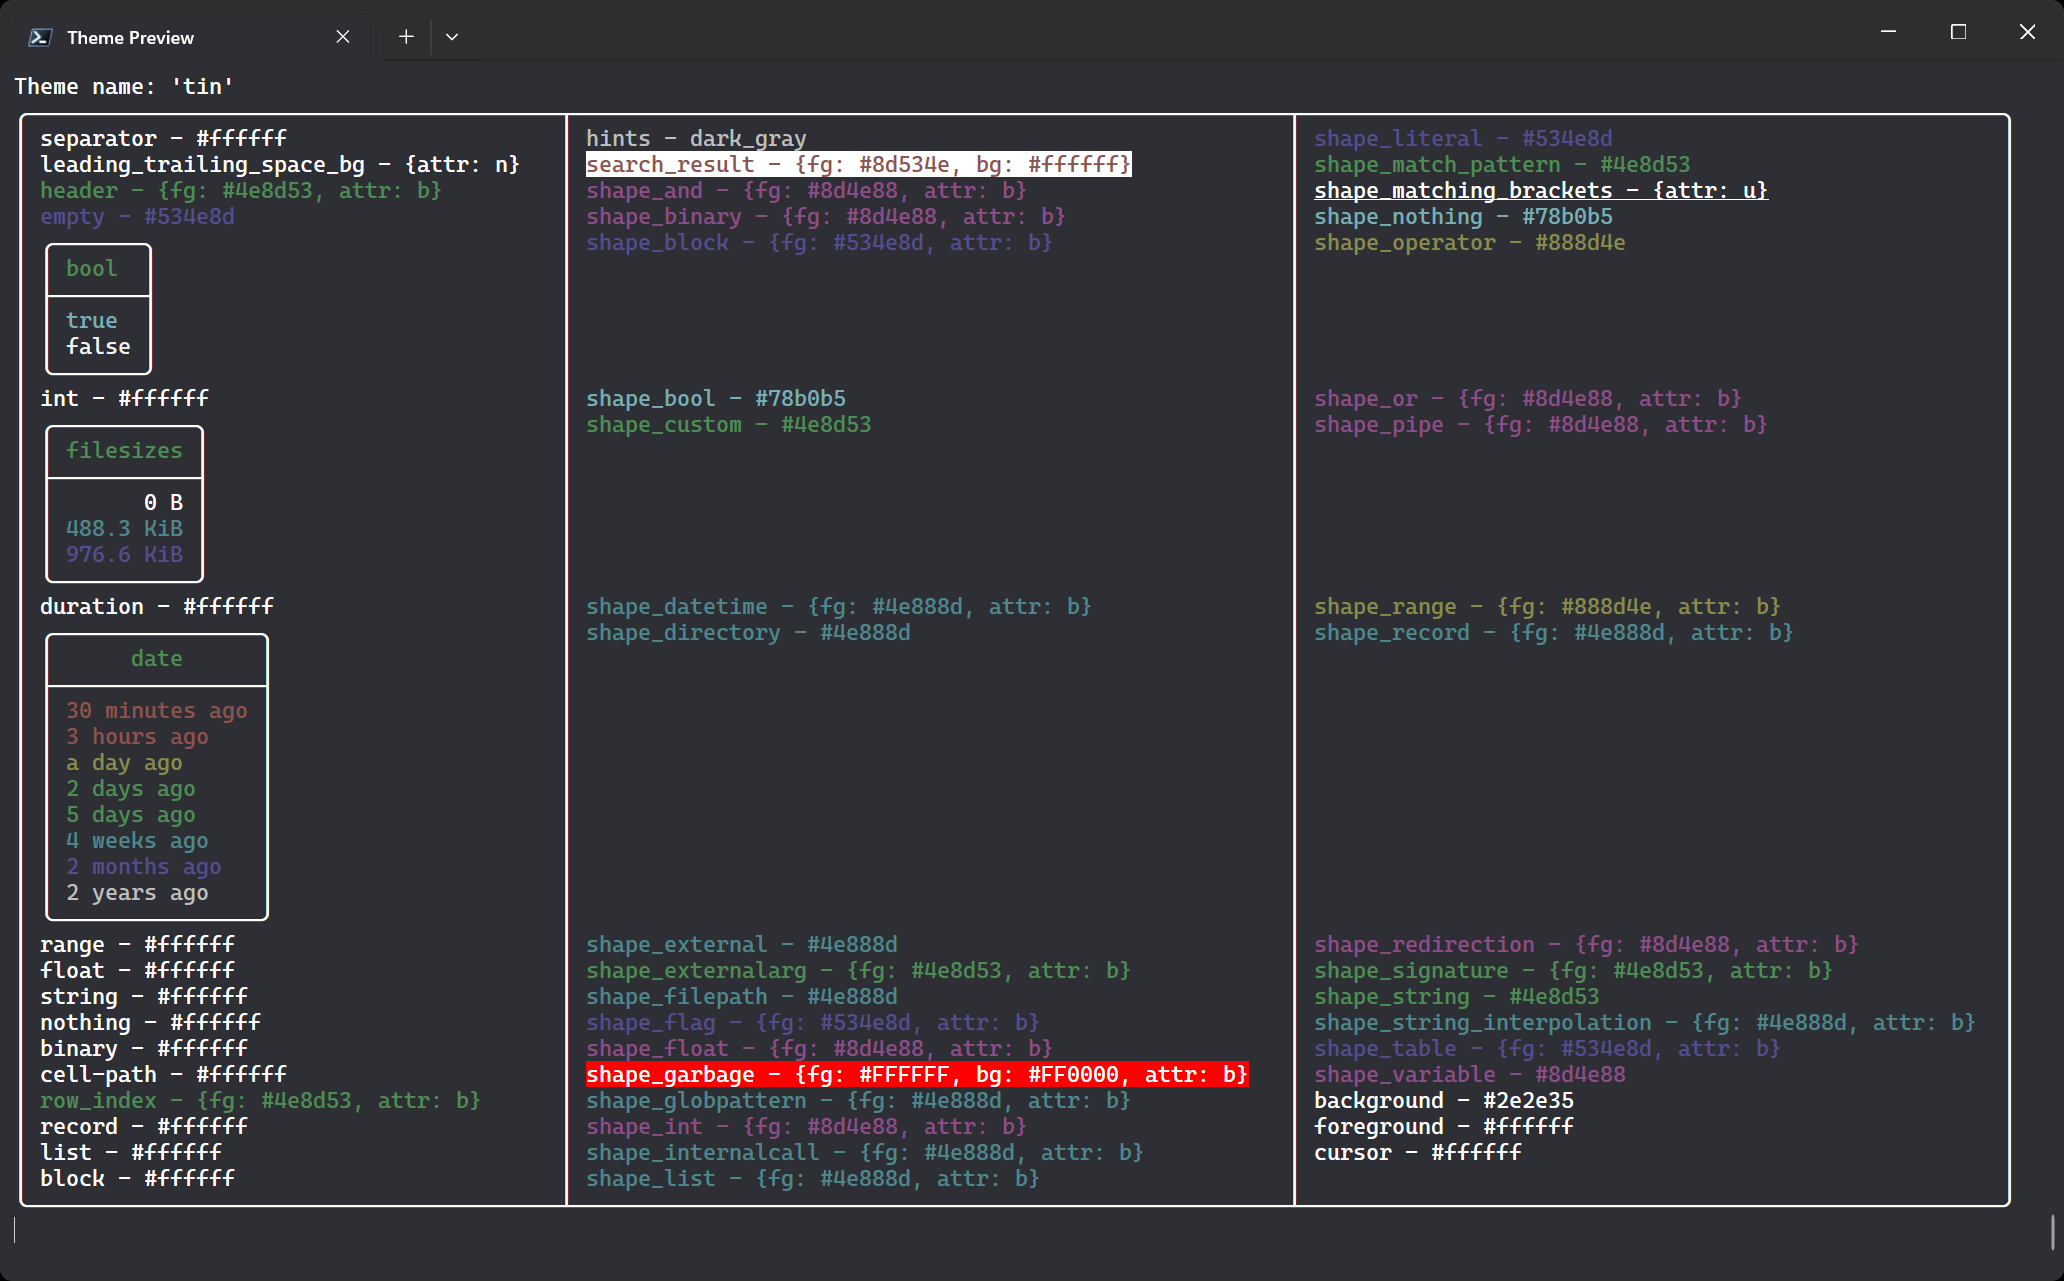 Theme Preview
Theme name: 'tin'
separator - #ffffff
leading_trailing_space_bg - {attr: n}
header - {fg: #4e8d53, attr: b}
empty - #534e8d
bool
true
false
int - #ffffff
filesizes
0 B
488.3 KiB
976.6 KiB
duration - #ffffff
date
30 minutes ago
3 hours ago
a day ago
2 days ago
5 days ago
4 weeks ago
2 months ago
2 years ago
range - #ffffff
float - #ffffff
string - #ffffff
nothing - #ffffff
binary - #ffffff
cell-path - #ffffff
row_index - {fg: #4e8d53, attr: b}
record - #ffffff
list - #ffffff
block - #ffffff
hints - dark_gray
search_result - {fg: #8d534e, bg: #ffffff}
shape_and - {fg: #8d4e88, attr: b}
shape_binary - {fg: #8d4e88, attr: b}
shape_block - {fg: #534e8d, attr: b}
shape_bool - #78b0b5
shape_custom - #4e8d53
shape_datetime - {fg: #4e888d, attr: b}
shape_directory - #4e888d
shape_external - #4e888d
shape_externalarg - {fg: #4e8d53, attr: b}
shape_filepath - #4e888d
shape_flag - {fg: #534e8d, attr: b}
shape_float - {fg: #8d4e88, attr: b}
shape_garbage - {fg: #FFFFFF, bg: #FF0000, attr: b}
shape_globpattern - {fg: #4e888d, attr: b}
shape_int - {fg: #8d4e88, attr: b}
shape_internalcall - {fg: #4e888d, attr: b}
shape_list - {fg: #4e888d, attr: b}
shape_literal - #534e8d
shape_match_pattern - #4e8d53
shape_matching_brackets - {attr: u}
shape_nothing - #78b0b5
shape_operator - #888d4e
shape_or - {fg: #8d4e88, attr: b}
shape_pipe - {fg: #8d4e88, attr: b}
shape_range - {fg: #888d4e, attr: b}
shape_record - {fg: #4e888d, attr: b}
shape_redirection - {fg: #8d4e88, attr: b}
shape_signature - {fg: #4e8d53, attr: b}
shape_string - #4e8d53
shape_string_interpolation - {fg: #4e888d, attr: b}
shape_table - {fg: #534e8d, attr: b}
shape_variable - #8d4e88
background - #2e2e35
foreground - #ffffff
cursor - #ffffff